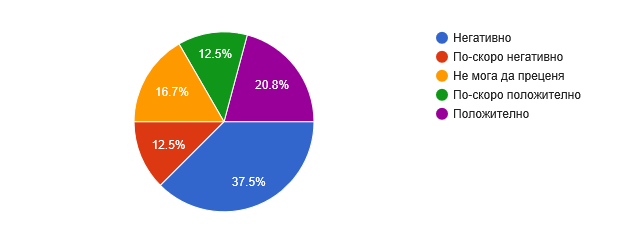 Негативно
По-скоро негативно
Не мога да преценя
По-скоро положително
Положително
12.5%
20.8%
16.7%
12.5%
37.5%